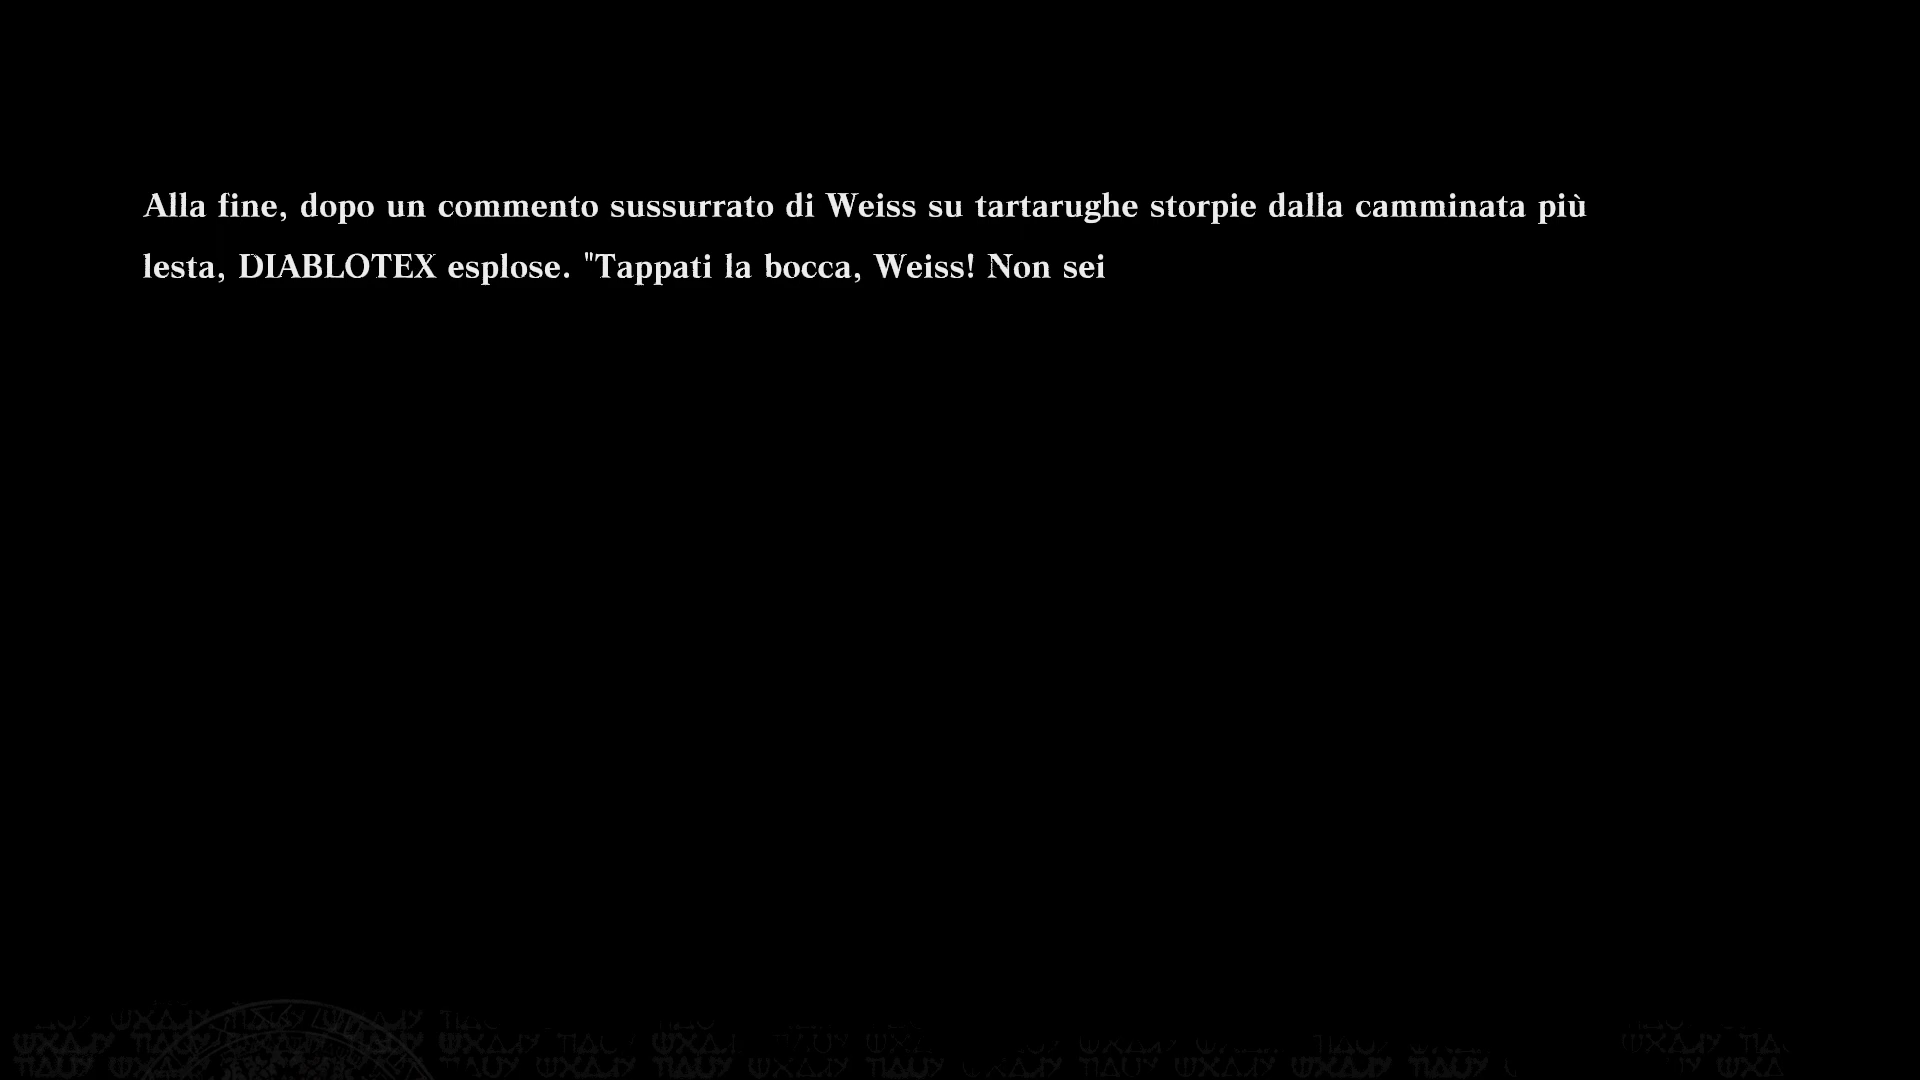 Alla fine, dopo un commento sussurrato di Weiss su tartarughe storpie dalla camminata più
lesta, DIABLOTEX esplose. "Tappati la bocca, Weiss! Non sei